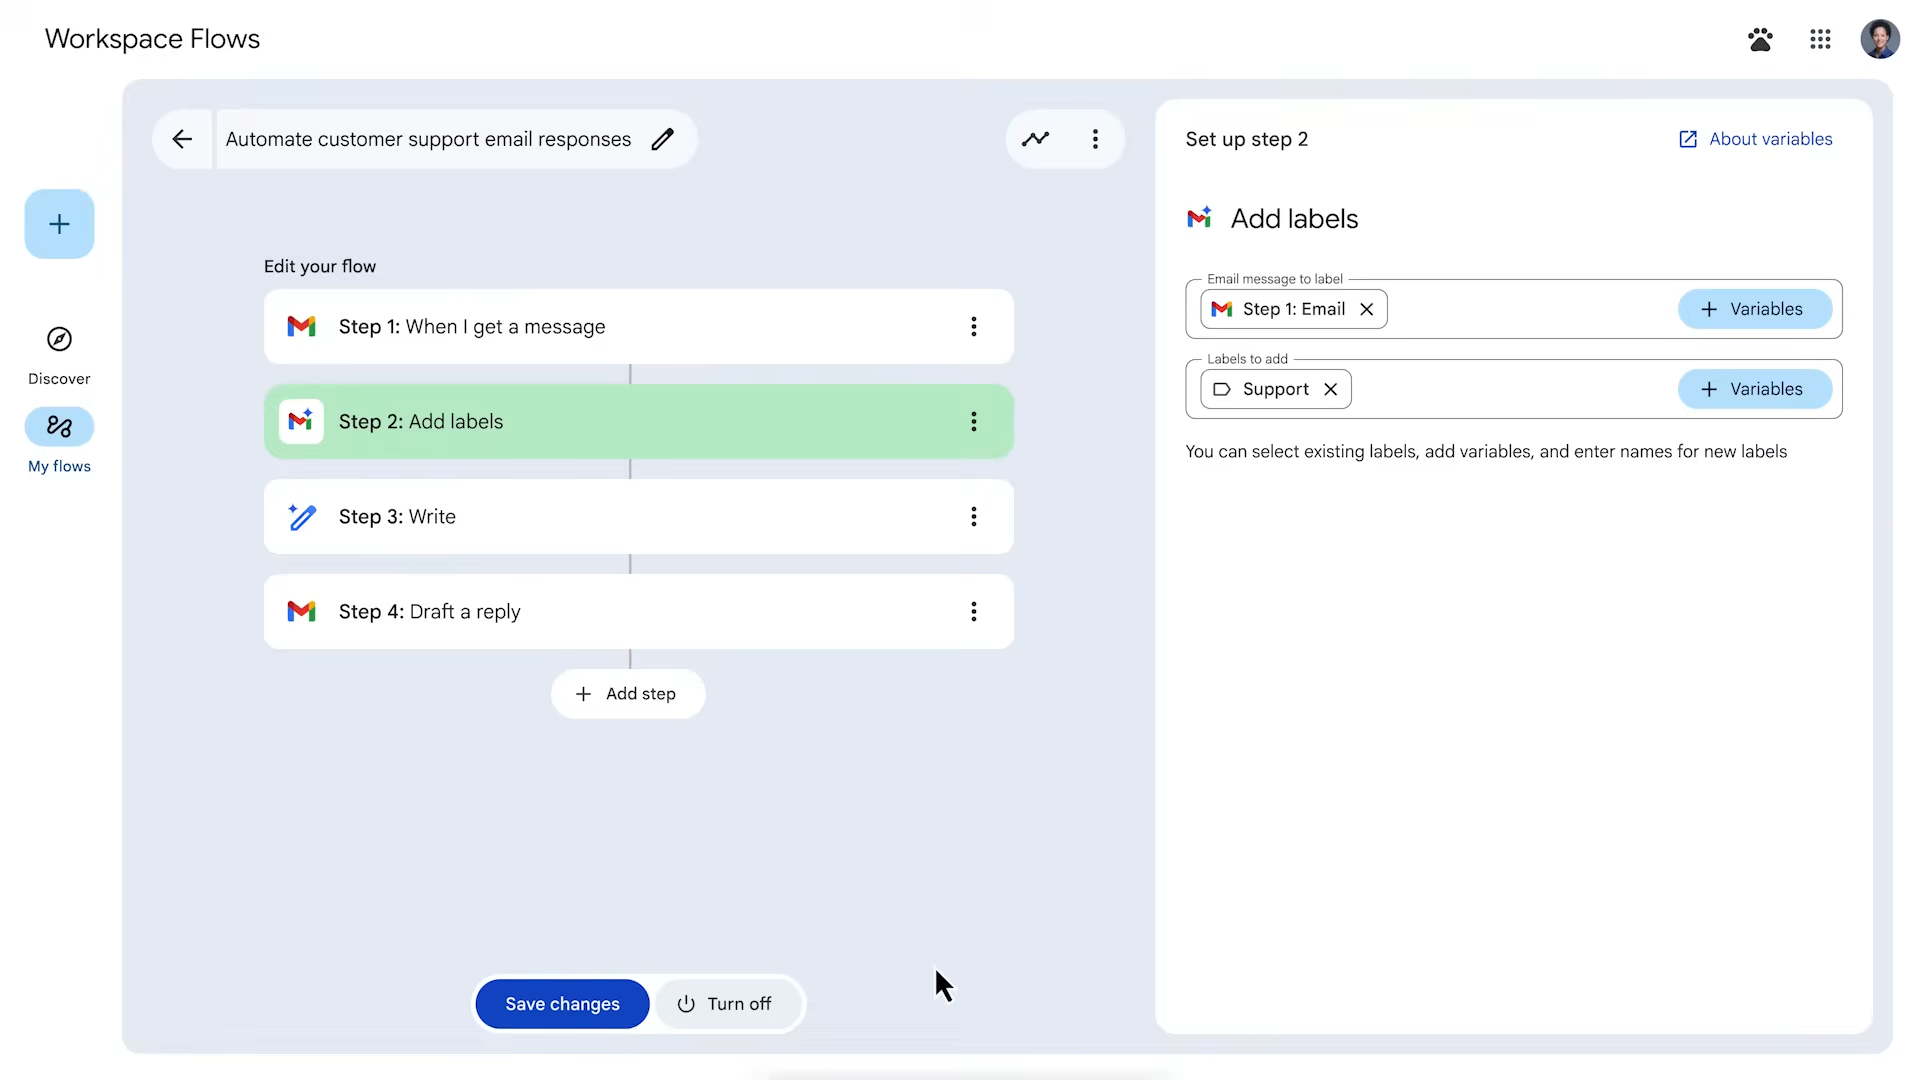 Workspace Flows
Automate customer support email responses
Discover
My flows
Edit your flow
Step 1: When I get a message
Step 2: Add labels
Step 3: Write
Step 4: Draft a reply
Add step
Save changes
Turn off
Set up step 2
About variables
Add labels
Email message to label
Step 1: Email
Variables
Labels to add
Support
Variables
You can select existing labels, add variables, and enter names for new labels